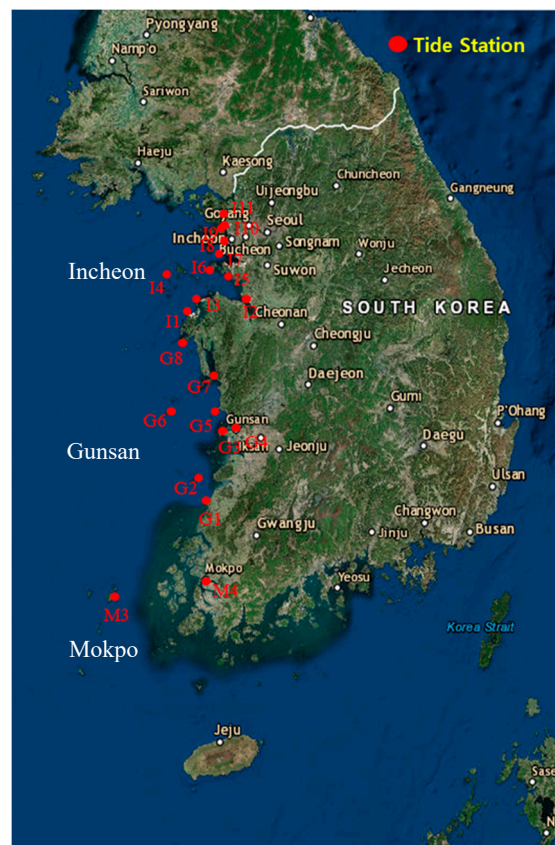 Pyongyang
Tide Station
Namp'o
Sariwon
Haeju
Kaesong
Chuncheon
Uijeongbu
Gangneung
I11
Goyang
I10
Seoul
I9
Incheon
I8
Bucheon
Songnam
Wonju
I7
Incheon
I6
Suwon
I4
I5
Jecheon
I3
I2
SOUTH KOREA
I1
Cheonan
G8
Cheongju
G7
Daejeon
G6
G5
Gumi
P'Ohang
Gunsan
G3
G4
Iksan
Jeonju
Daegu
Gunsan
G2
Ulsan
G1
Changwon
Gwangju
Jinju
Busan
Mokpo
M4
Yeosu
M3
Korea Strait
Mokpo
Jeju
Sase
N